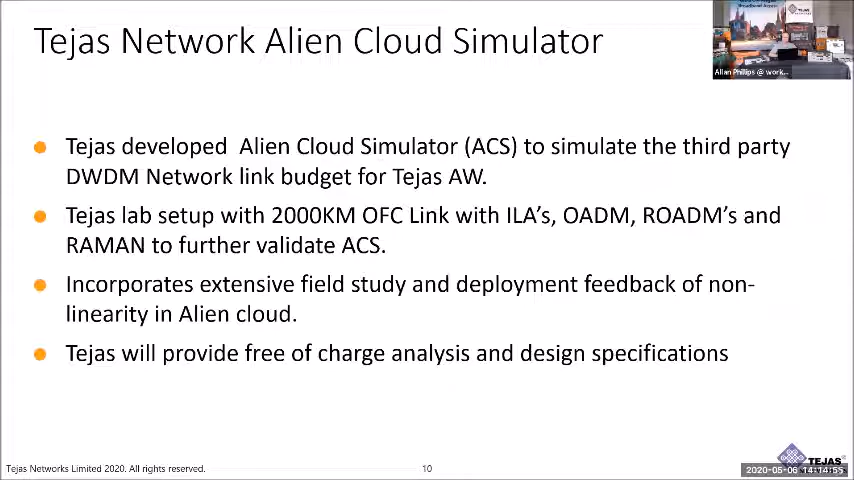 Tejas Network Alien Cloud Simulator
Tejas developed Alien Cloud Simulator (ACS) to simulate the third party
DWDM Network link budget for Tejas AW.
Tejas lab setup with 2000KM OFC Link with ILA's, OADM, ROADM's and
RAMAN to further validate ACS.
Incorporates extensive field study and deployment feedback of non-
linearity in Alien cloud.
Tejas will provide free of charge analysis and design specifications
Allan Phillips @ work...
Tejas Networks Limited 2020. All rights reserved.
10
TEJAS
2020-05-06 14:14:55